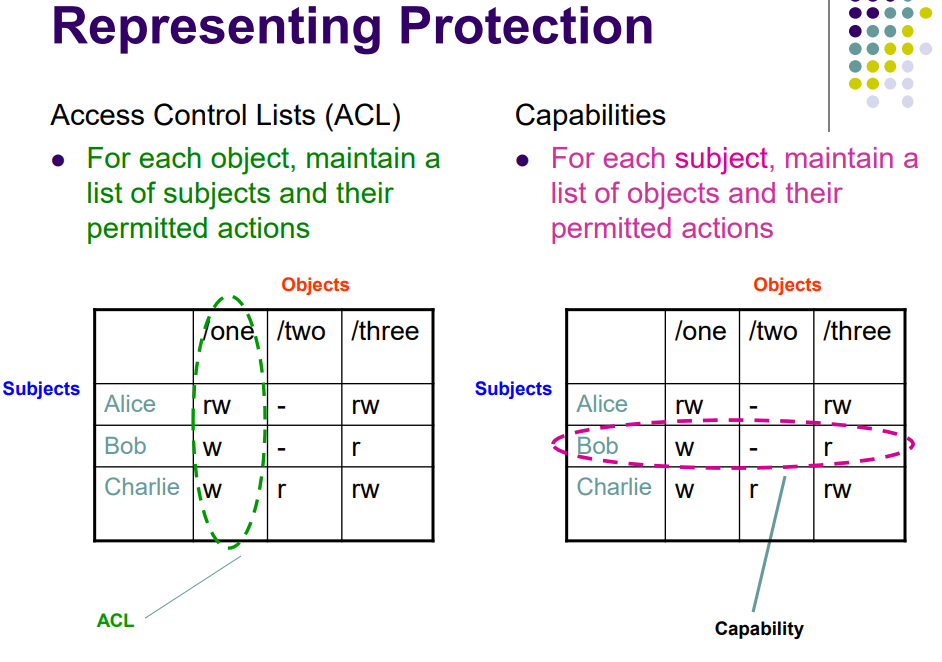 Representing Protection
Access Control Lists (ACL)
● For each object, maintain a
list of subjects and their
permitted actions
Objects
/one /two /three
Subjects
Alice rw - rw
Bob w - r
Charlie w r rw
ACL
Capabilities
● For each subject, maintain a
list of objects and their
permitted actions
Objects
/one /two /three
Subjects
Alice rw - rw
Bob w - r
Charlie w r rw
Capability